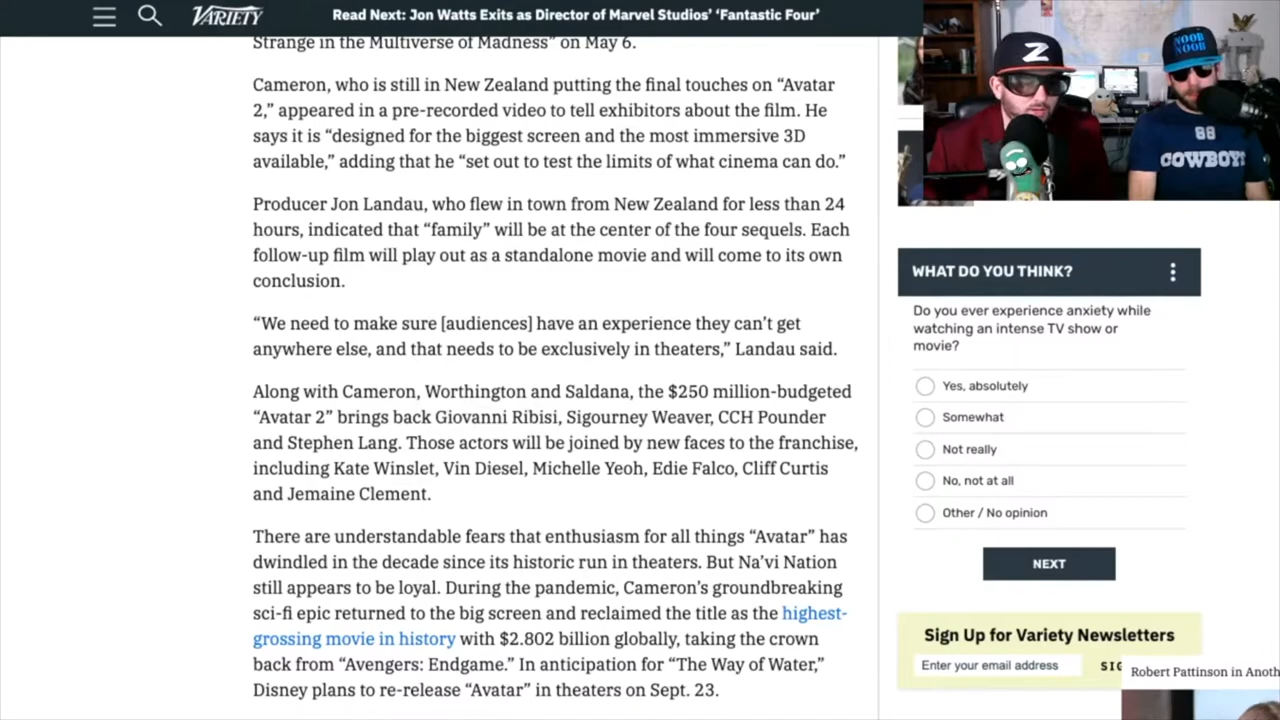 VARIETY
Read Next: Jon Watts Exits as Director of Marvel Studios' 'Fantastic Four'
Strange in the Multiverse of Madness" on May 6.
Cameron, who is still in New Zealand putting the final touches on "Avatar
2," appeared in a pre-recorded video to tell exhibitors about the film. He
says it is "designed for the biggest screen and the most immersive 3D
available," adding that he "set out to test the limits of what cinema can do."
Producer Jon Landau, who flew in town from New Zealand for less than 24
hours, indicated that "family" will be at the center of the four sequels. Each
follow-up film will play out as a standalone movie and will come to its own
conclusion.
"We need to make sure [audiences] have an experience they can't get
anywhere else, and that needs to be exclusively in theaters," Landau said.
Along with Cameron, Worthington and Saldana, the $250 million-budgeted
"Avatar 2" brings back Giovanni Ribisi, Sigourney Weaver, CCH Pounder
and Stephen Lang. Those actors will be joined by new faces to the franchise,
including Kate Winslet, Vin Diesel, Michelle Yeoh, Edie Falco, Cliff Curtis
and Jemaine Clement.
There are understandable fears that enthusiasm for all things "Avatar" has
dwindled in the decade since its historic run in theaters. But Na'vi Nation
still appears to be loyal. During the pandemic, Cameron's groundbreaking
sci-fi epic returned to the big screen and reclaimed the title as the highest-
grossing movie in history with $2.802 billion globally, taking the crown
back from "Avengers: Endgame." In anticipation for "The Way of Water,"
Disney plans to re-release "Avatar" in theaters on Sept. 23.
Z
NOOB
NOOB
88
COWBOYS
WHAT DO YOU THINK?
Do you ever experience anxiety while
watching an intense TV show or
movie?
Yes, absolutely
Somewhat
Not really
No, not at all
Other / No opinion
NEXT
Sign Up for Variety Newsletters
Enter your email address
SIG
Robert Pattinson in Anoth